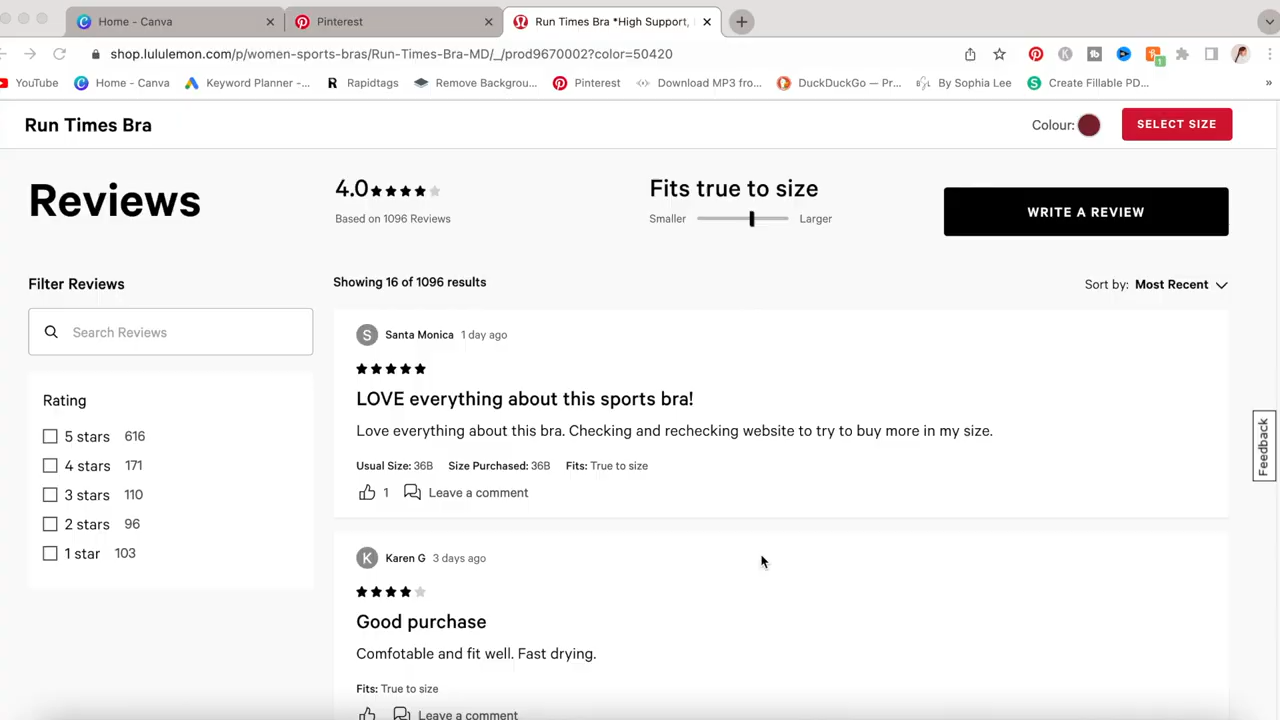 Home - Canva
Pinterest
Run Times Bra *High Support,
shop.lululemon.com/p/women-sports-bras/Run-Times-Bra-MD/_/prod9670002?color=50420
YouTube
Home - Canva
Keyword Planner -...
Rapidtags
Remove Backgrou...
Pinterest
Download MP3 fro...
DuckDuckGo — Pr...
By Sophia Lee
Create Fillable PD...
»
Run Times Bra
Colour:
SELECT SIZE
Reviews
4.0
Based on 1096 Reviews
Fits true to size
Smaller
Larger
WRITE A REVIEW
Filter Reviews
Search Reviews
Rating
5 stars 616
4 stars 171
3 stars 110
2 stars 96
1 star 103
Showing 16 of 1096 results
Sort by: Most Recent
S
Santa Monica 1 day ago
LOVE everything about this sports bra!
Love everything about this bra. Checking and rechecking website to try to buy more in my size.
Usual Size: 36B Size Purchased: 36B Fits: True to size
1 Leave a comment
K
Karen G 3 days ago
Good purchase
Comfotable and fit well. Fast drying.
Fits: True to size
Leave a comment
Feedback